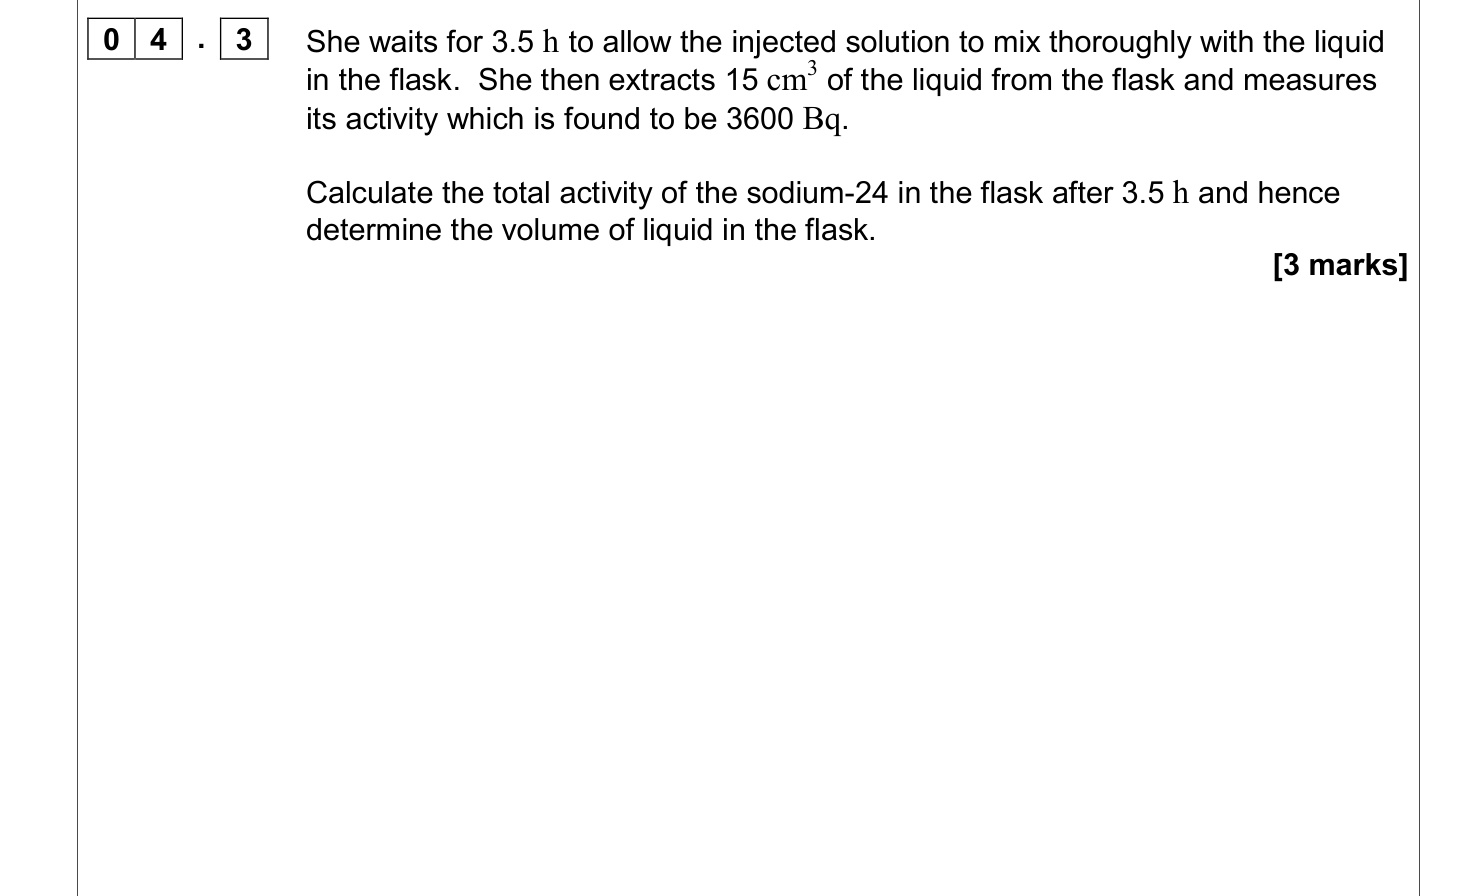 0 4 . 3 She waits for 3.5 h to allow the injected solution to mix thoroughly with the liquid
in the flask. She then extracts 15 cm³ of the liquid from the flask and measures
its activity which is found to be 3600 Bq.
Calculate the total activity of the sodium-24 in the flask after 3.5 h and hence
determine the volume of liquid in the flask.
[3 marks]